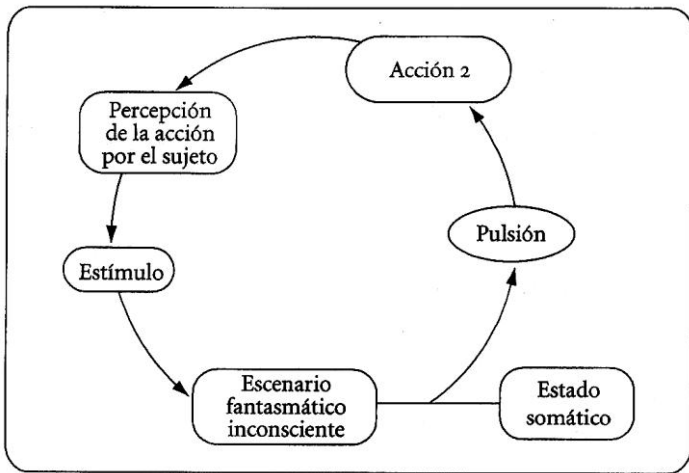 Acción 2
Percepción
de la acción
por el sujeto
Pulsión
Estímulo
Escenario
fantasmático
inconsciente
Estado
somático